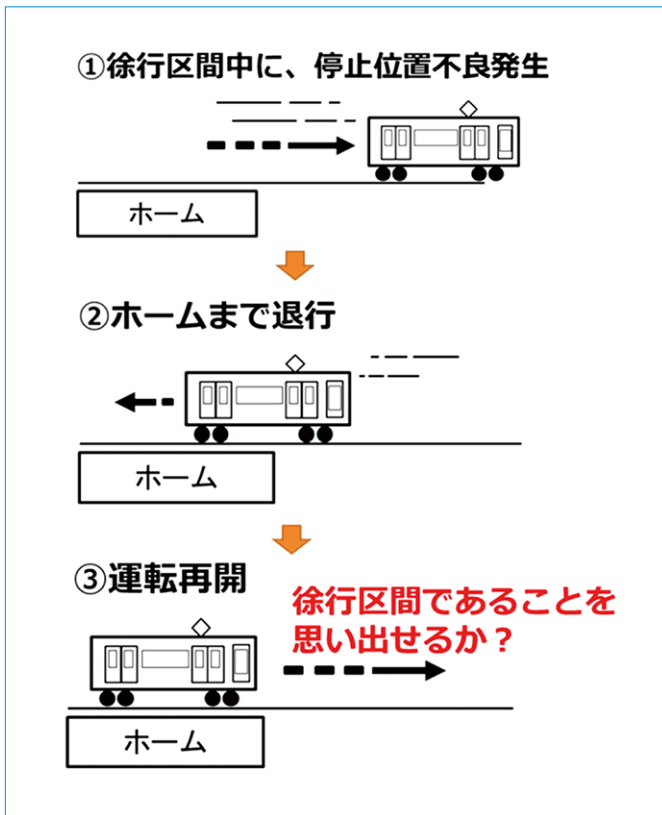 ①徐行区間中に、停止位置不良発生
ホーム
②ホームまで退行
ホーム
③運転再開
徐行区間であることを
思い出せるか？
ホーム